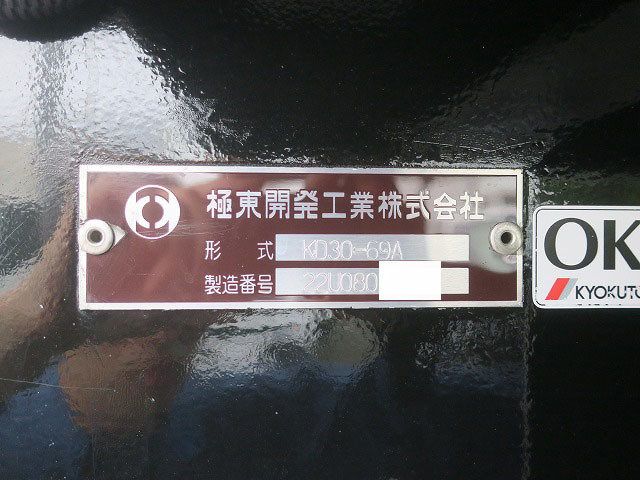 極東開発工業株式会社
形 式 KD30-69A
製造番号 22U080
OK
KYOKUTO